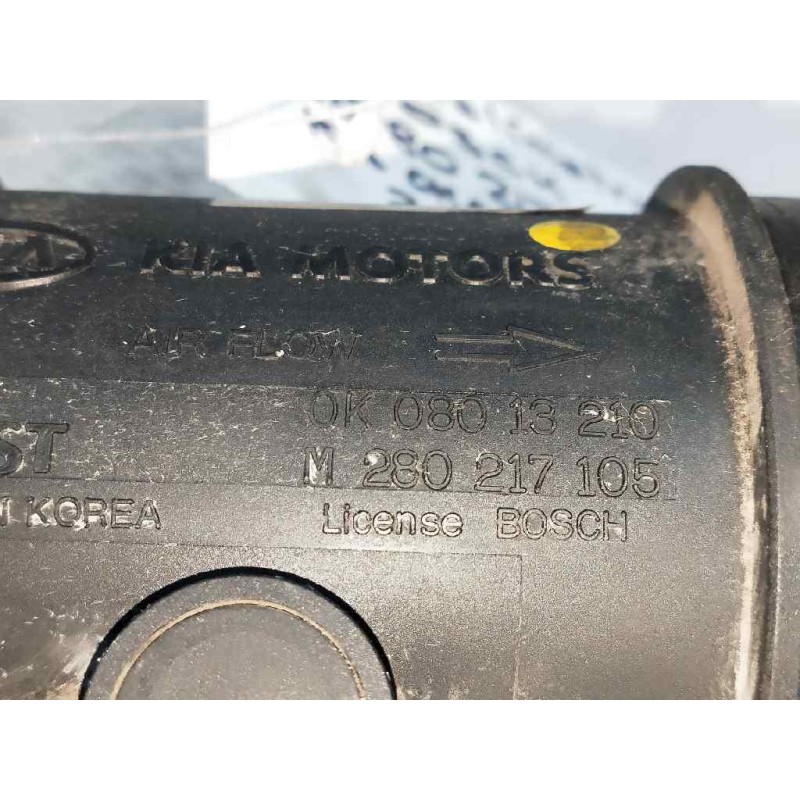 KIA MOTORS
AIR FLOW
0K 080 13 210
M 280 217 105
KOREA
License BOSCH